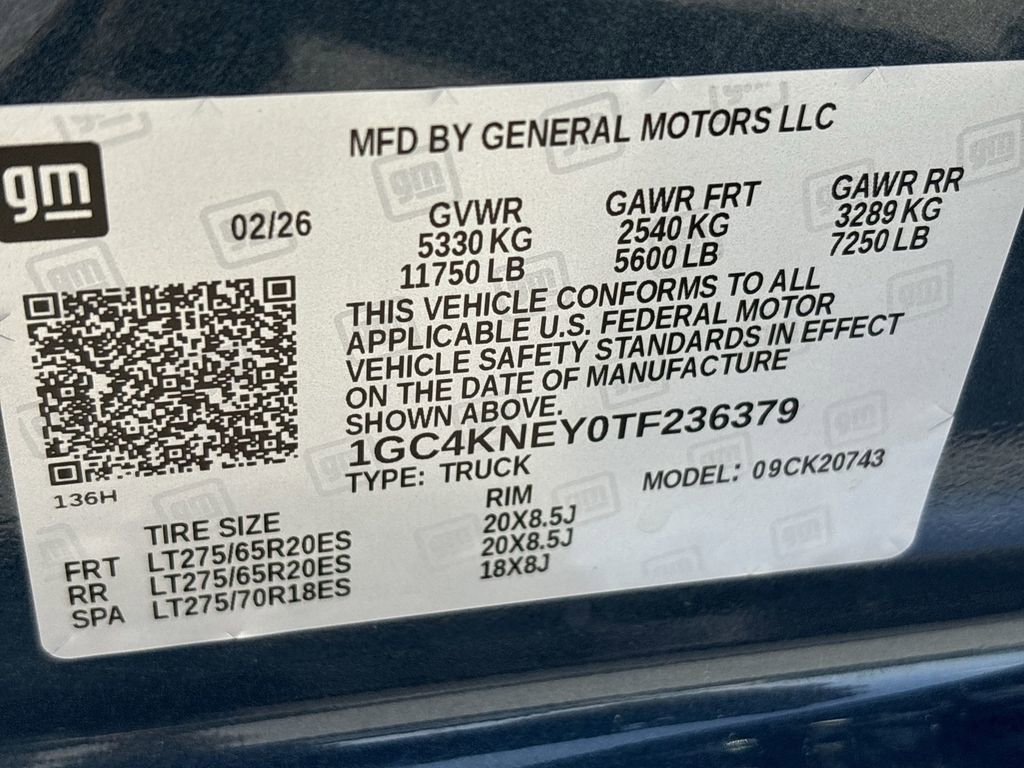 MFD BY GENERAL MOTORS LLC
gm
02/26
GVWR GAWR FRT GAWR RR
5330 KG 2540 KG 3289 KG
11750 LB 5600 LB 7250 LB
THIS VEHICLE CONFORMS TO ALL
APPLICABLE U.S. FEDERAL MOTOR
VEHICLE SAFETY STANDARDS IN EFFECT
ON THE DATE OF MANUFACTURE
SHOWN ABOVE.
1GC4KNEY0TF236379
TYPE: TRUCK MODEL: 09CK20743
136H
TIRE SIZE RIM
FRT LT275/65R20ES 20X8.5J
RR LT275/65R20ES 20X8.5J
SPA LT275/70R18ES 18X8J